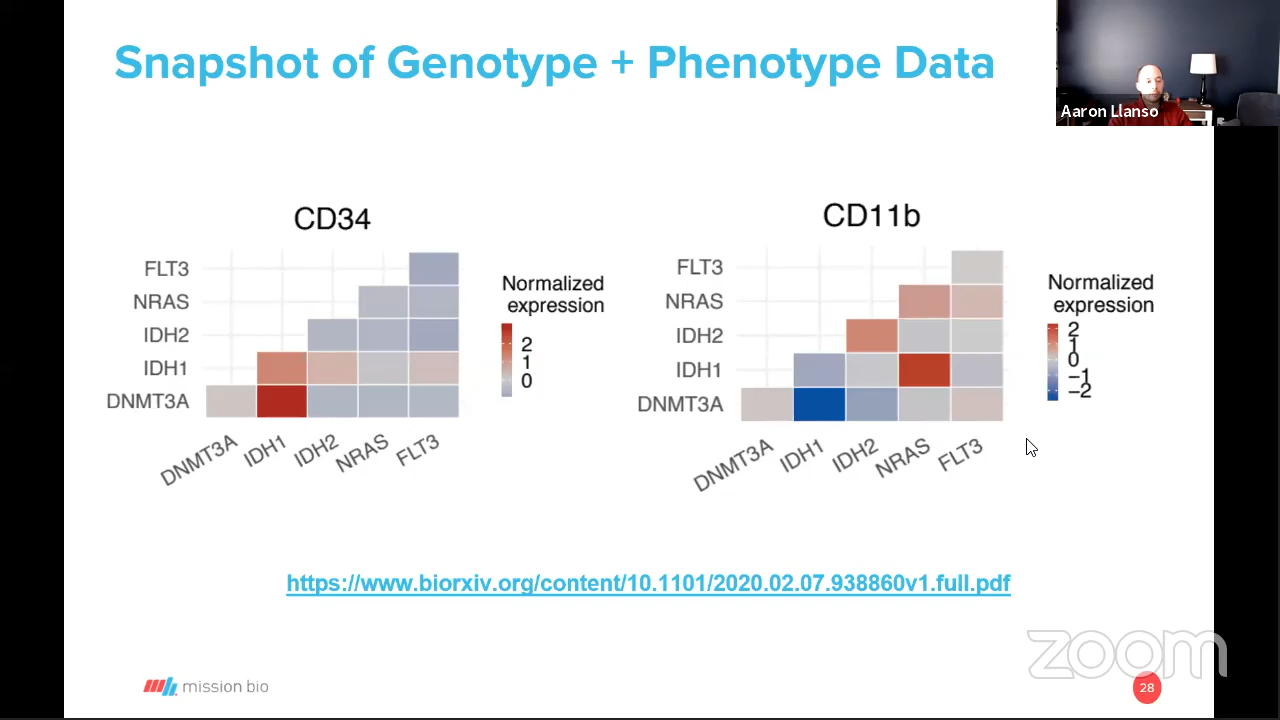 Snapshot of Genotype + Phenotype Data
Aaron Llanso
CD34
FLT3
NRAS
IDH2
IDH1
DNMT3A
DNMT3A
IDH1
IDH2
NRAS
FLT3
Normalized
expression
2
1
0
CD11b
FLT3
NRAS
IDH2
IDH1
DNMT3A
DNMT3A
IDH1
IDH2
NRAS
FLT3
Normalized
expression
2
1
0
−1
−2
https://www.biorxiv.org/content/10.1101/2020.02.07.938860v1.full.pdf
zoom
mission bio
28